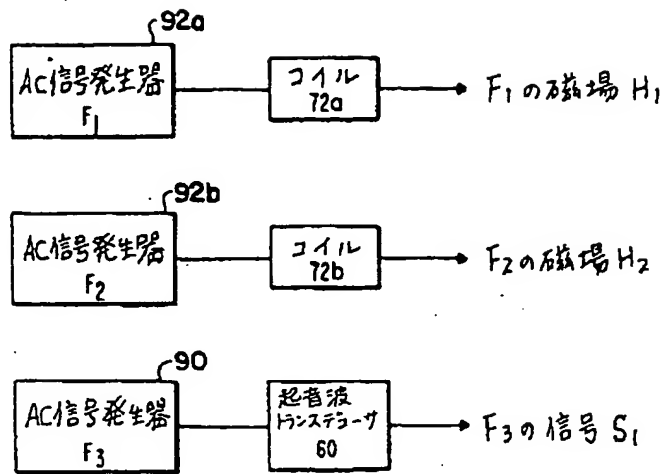 92a
AC信号発生器
F1
コイル
72a
F1の磁場 H1
92b
AC信号発生器
F2
コイル
72b
F2の磁場 H2
90
AC信号発生器
F3
起音波
トランスデューサ
60
F3の信号 S1